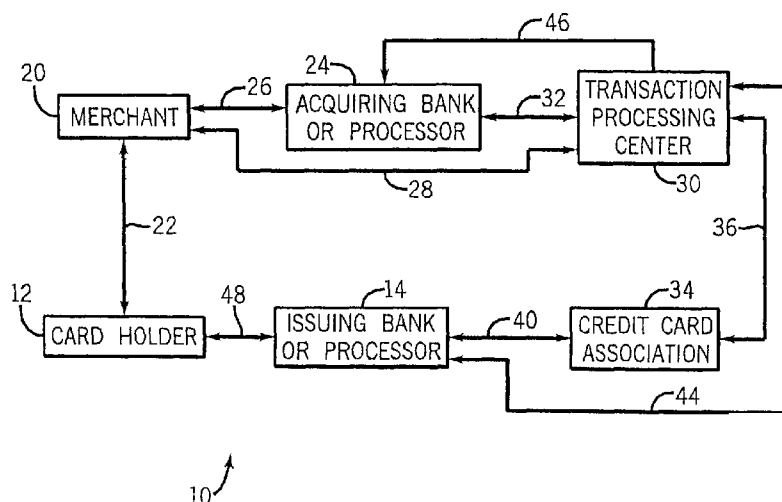 46
24
20
26
32
MERCHANT
ACQUIRING BANK
OR PROCESSOR
TRANSACTION
PROCESSING
CENTER
28
30
22
36
12
48
14
40
34
CARD HOLDER
ISSUING BANK
OR PROCESSOR
CREDIT CARD
ASSOCIATION
44
10